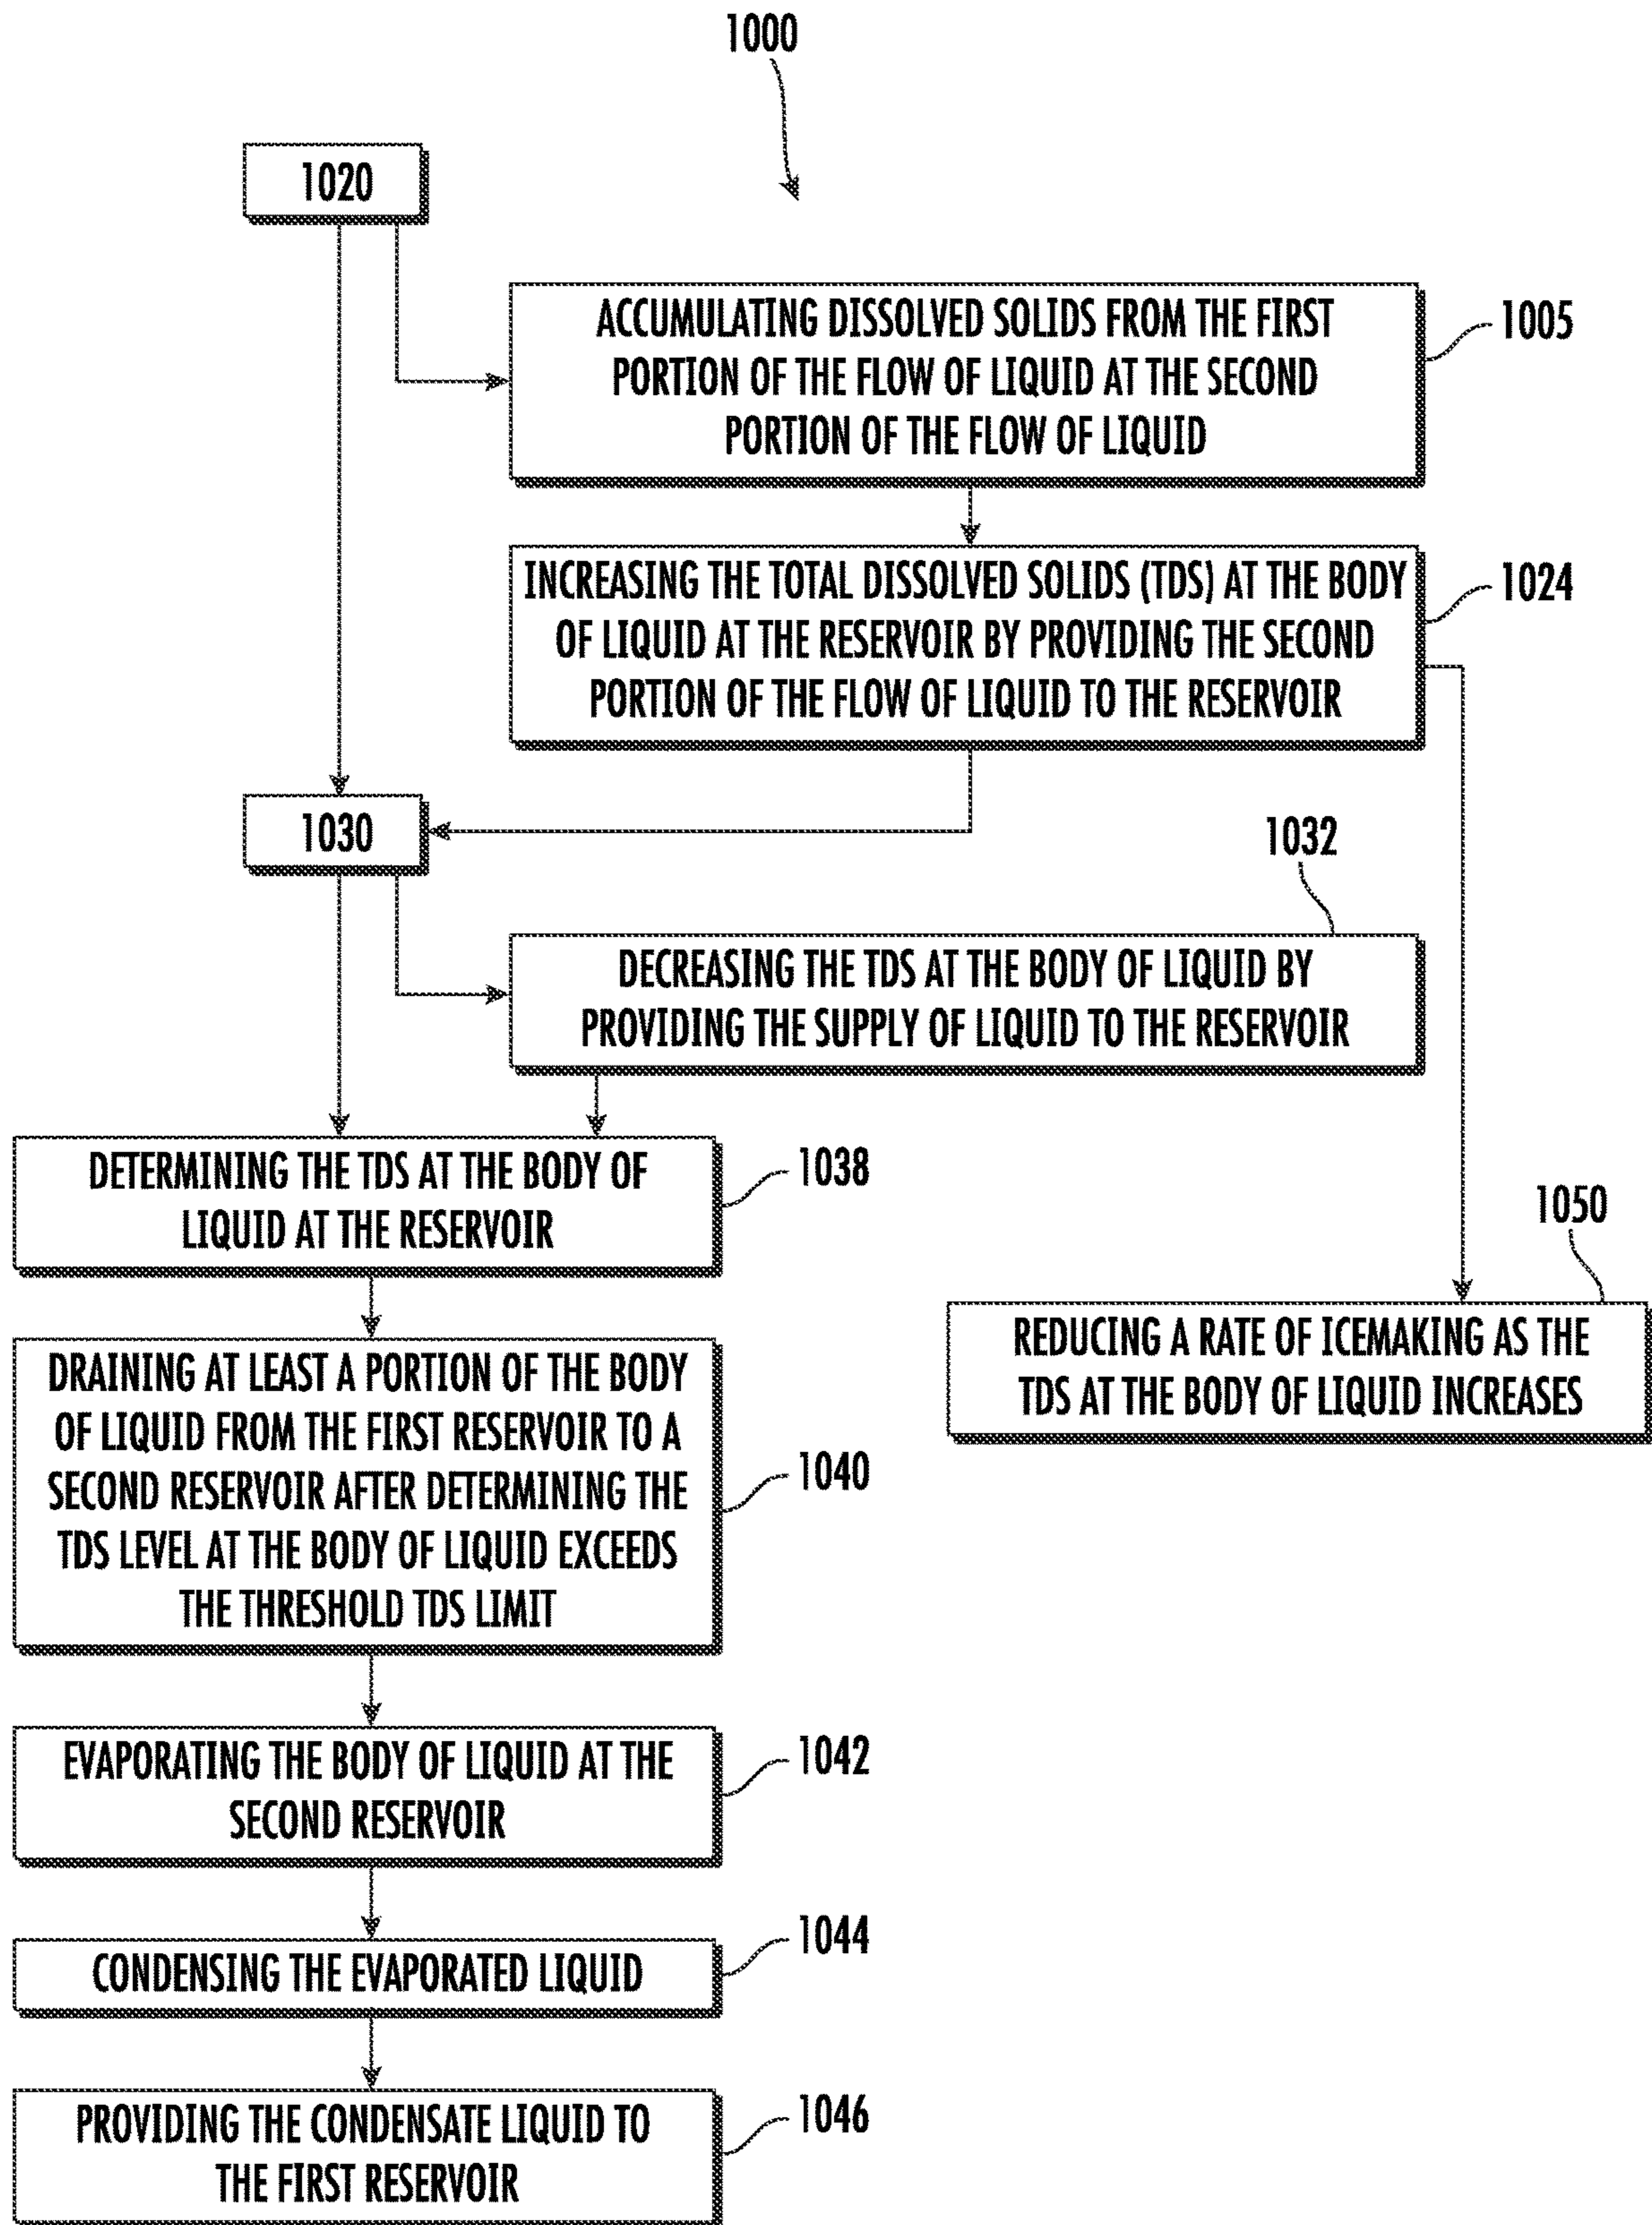 1000
1020
ACCUMULATING DISSOLVED SOLIDS FROM THE FIRST
PORTION OF THE FLOW OF LIQUID AT THE SECOND
PORTION OF THE FLOW OF LIQUID
1005
INCREASING THE TOTAL DISSOLVED SOLIDS (TDS) AT THE BODY
OF LIQUID AT THE RESERVOIR BY PROVIDING THE SECOND
PORTION OF THE FLOW OF LIQUID TO THE RESERVOIR
1024
1030
1032
DECREASING THE TDS AT THE BODY OF LIQUID BY
PROVIDING THE SUPPLY OF LIQUID TO THE RESERVOIR
DETERMINING THE TDS AT THE BODY OF
LIQUID AT THE RESERVOIR
1038
1050
REDUCING A RATE OF ICEMAKING AS THE
TDS AT THE BODY OF LIQUID INCREASES
DRAINING AT LEAST A PORTION OF THE BODY
OF LIQUID FROM THE FIRST RESERVOIR TO A
SECOND RESERVOIR AFTER DETERMINING THE
TDS LEVEL AT THE BODY OF LIQUID EXCEEDS
THE THRESHOLD TDS LIMIT
1040
EVAPORATING THE BODY OF LIQUID AT THE
SECOND RESERVOIR
1042
CONDENSING THE EVAPORATED LIQUID
1044
PROVIDING THE CONDENSATE LIQUID TO
THE FIRST RESERVOIR
1046